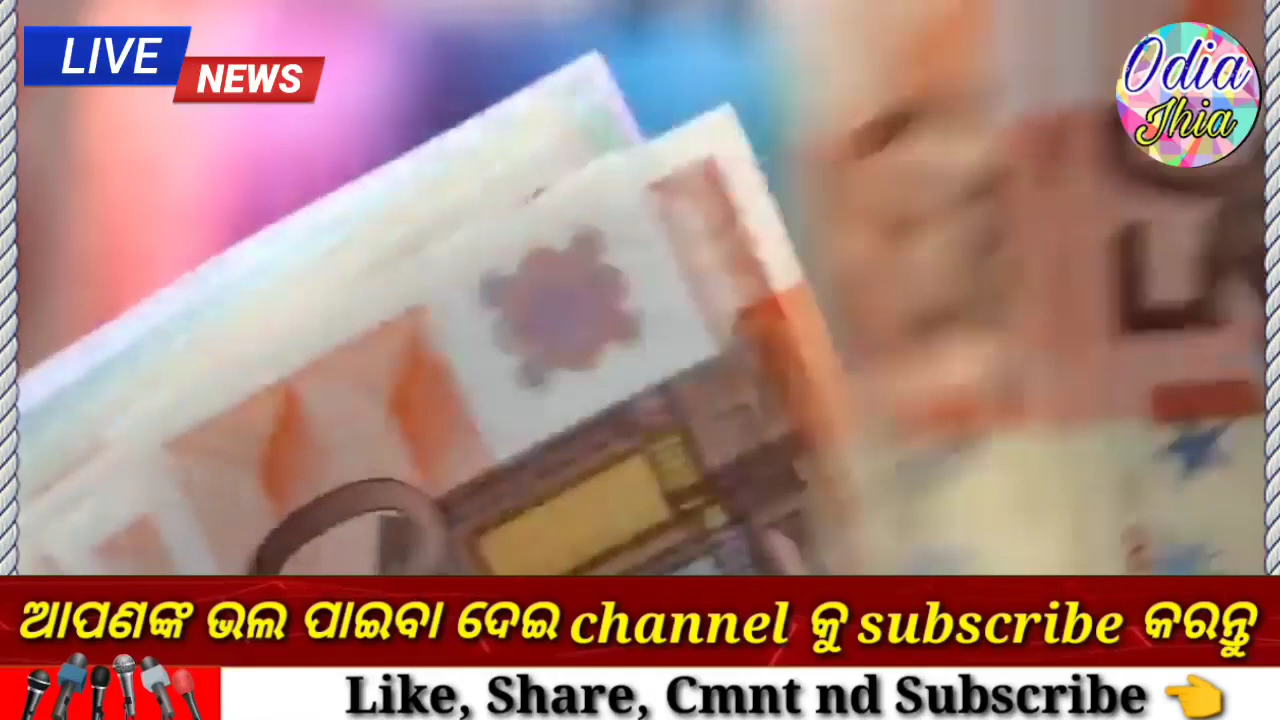 LIVE
NEWS
Odia
Jhia
ଆପଣଙ୍କ ଭଲ ପାଇବା ଦେଇ channel କୁ subscribe କରନ୍ତୁ
Like, Share, Cmnt nd Subscribe 👈